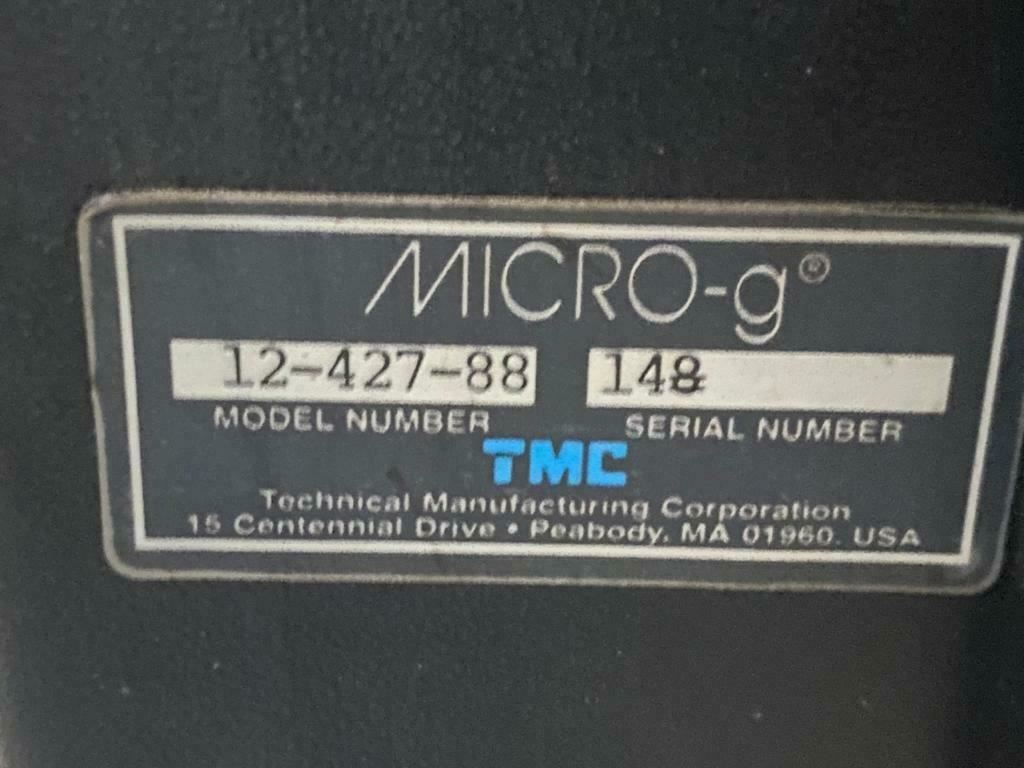 MICRO-g®
12-427-88 148
MODEL NUMBER SERIAL NUMBER
TMC
Technical Manufacturing Corporation
15 Centennial Drive • Peabody, MA 01960. USA